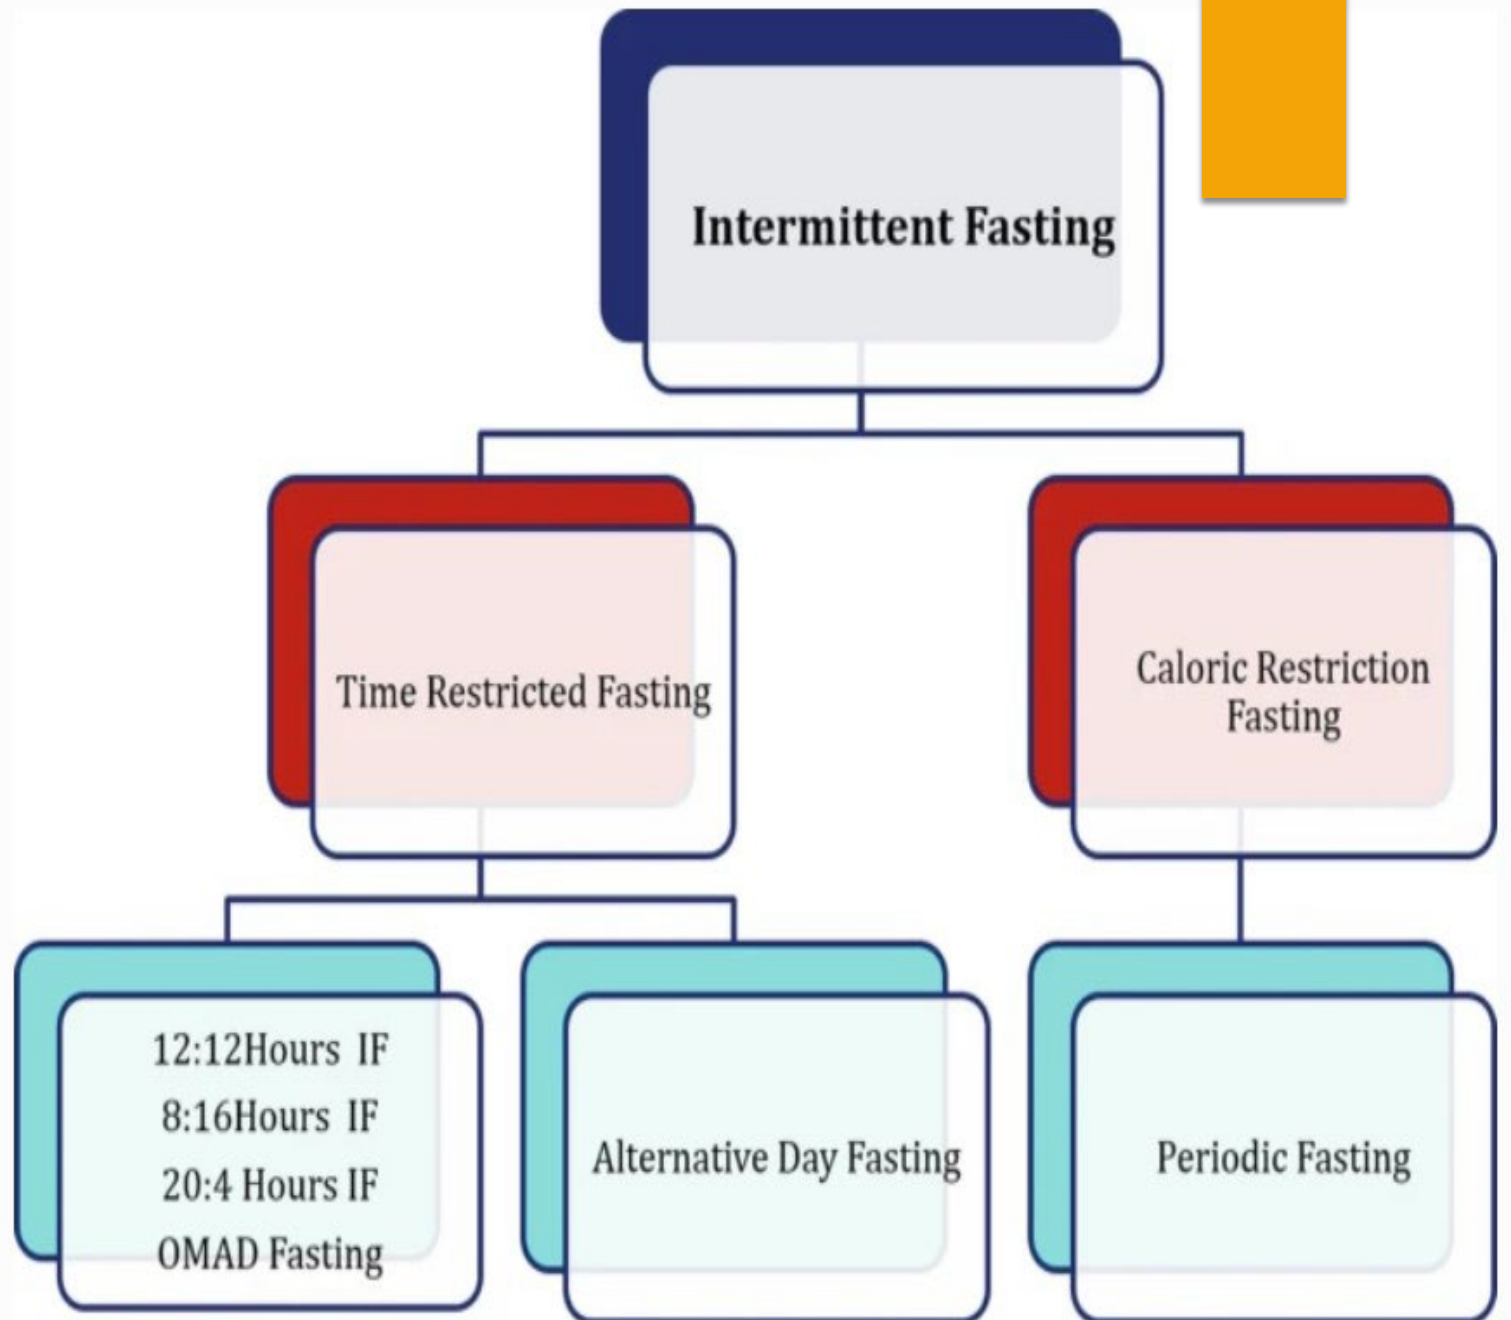 Intermittent Fasting
Time Restricted Fasting
Caloric Restriction
Fasting
12:12Hours IF
8:16Hours IF
20:4 Hours IF
OMAD Fasting
Alternative Day Fasting
Periodic Fasting